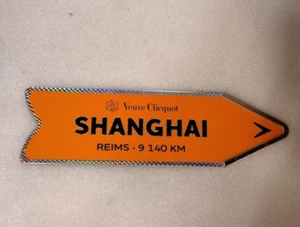 Veuve Clicquot
SHANGHAI
REIMS - 9 140 KM